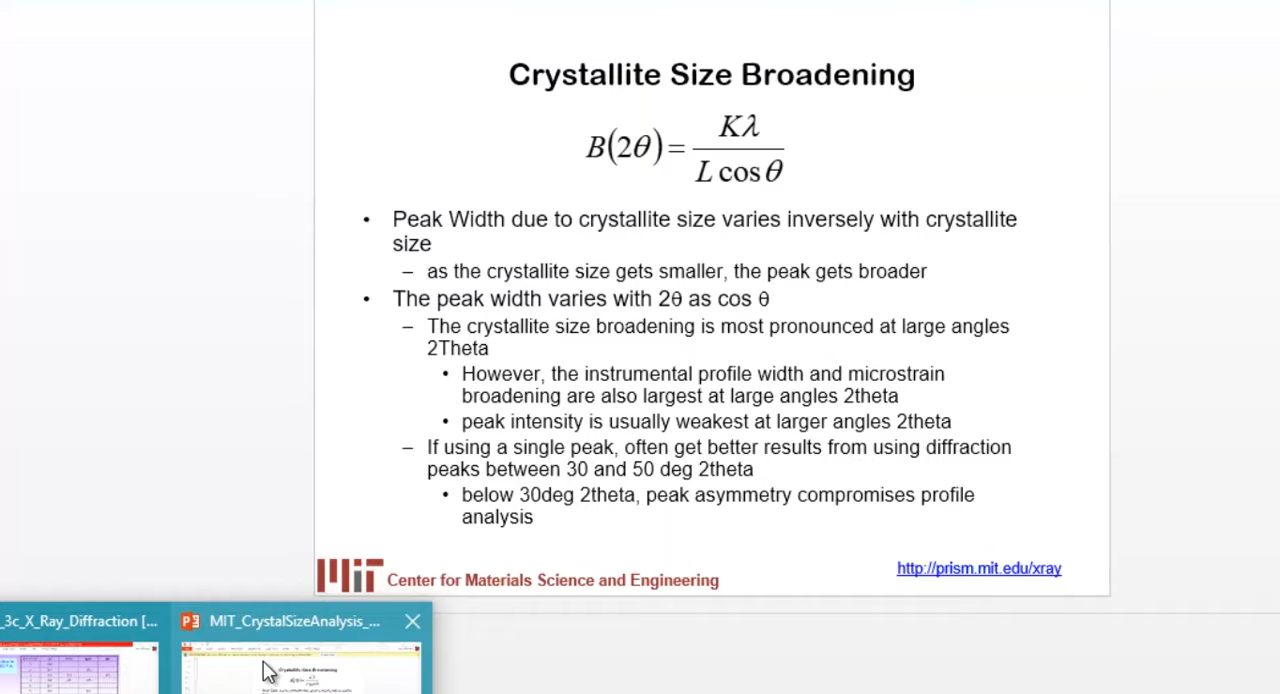 Crystallite Size Broadening
B(2θ) = Kλ / L cos θ
• Peak Width due to crystallite size varies inversely with crystallite
size
– as the crystallite size gets smaller, the peak gets broader
• The peak width varies with 2θ as cos θ
– The crystallite size broadening is most pronounced at large angles
2Theta
• However, the instrumental profile width and microstrain
broadening are also largest at large angles 2theta
• peak intensity is usually weakest at larger angles 2theta
– If using a single peak, often get better results from using diffraction
peaks between 30 and 50 deg 2theta
• below 30deg 2theta, peak asymmetry compromises profile
analysis
MIT Center for Materials Science and Engineering
http://prism.mit.edu/xray
_3c_X_Ray_Diffraction [...
MIT_CrystalSizeAnalysis_...
Crystallite Size Broadening